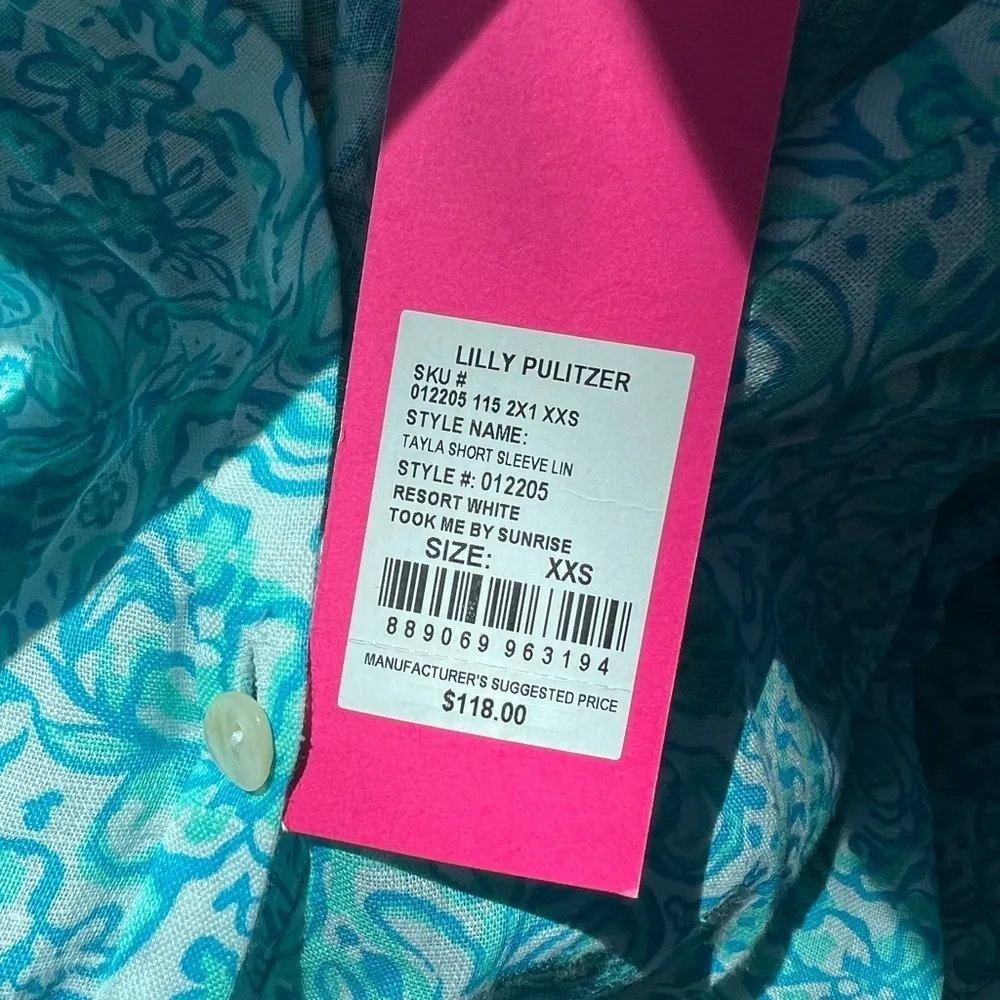 LILLY PULITZER
SKU #
012205 115 2X1 XXS
STYLE NAME:
TAYLA SHORT SLEEVE LIN
STYLE #: 012205
RESORT WHITE
TOOK ME BY SUNRISE
SIZE: XXS
889069 963194
MANUFACTURER'S SUGGESTED PRICE
$118.00